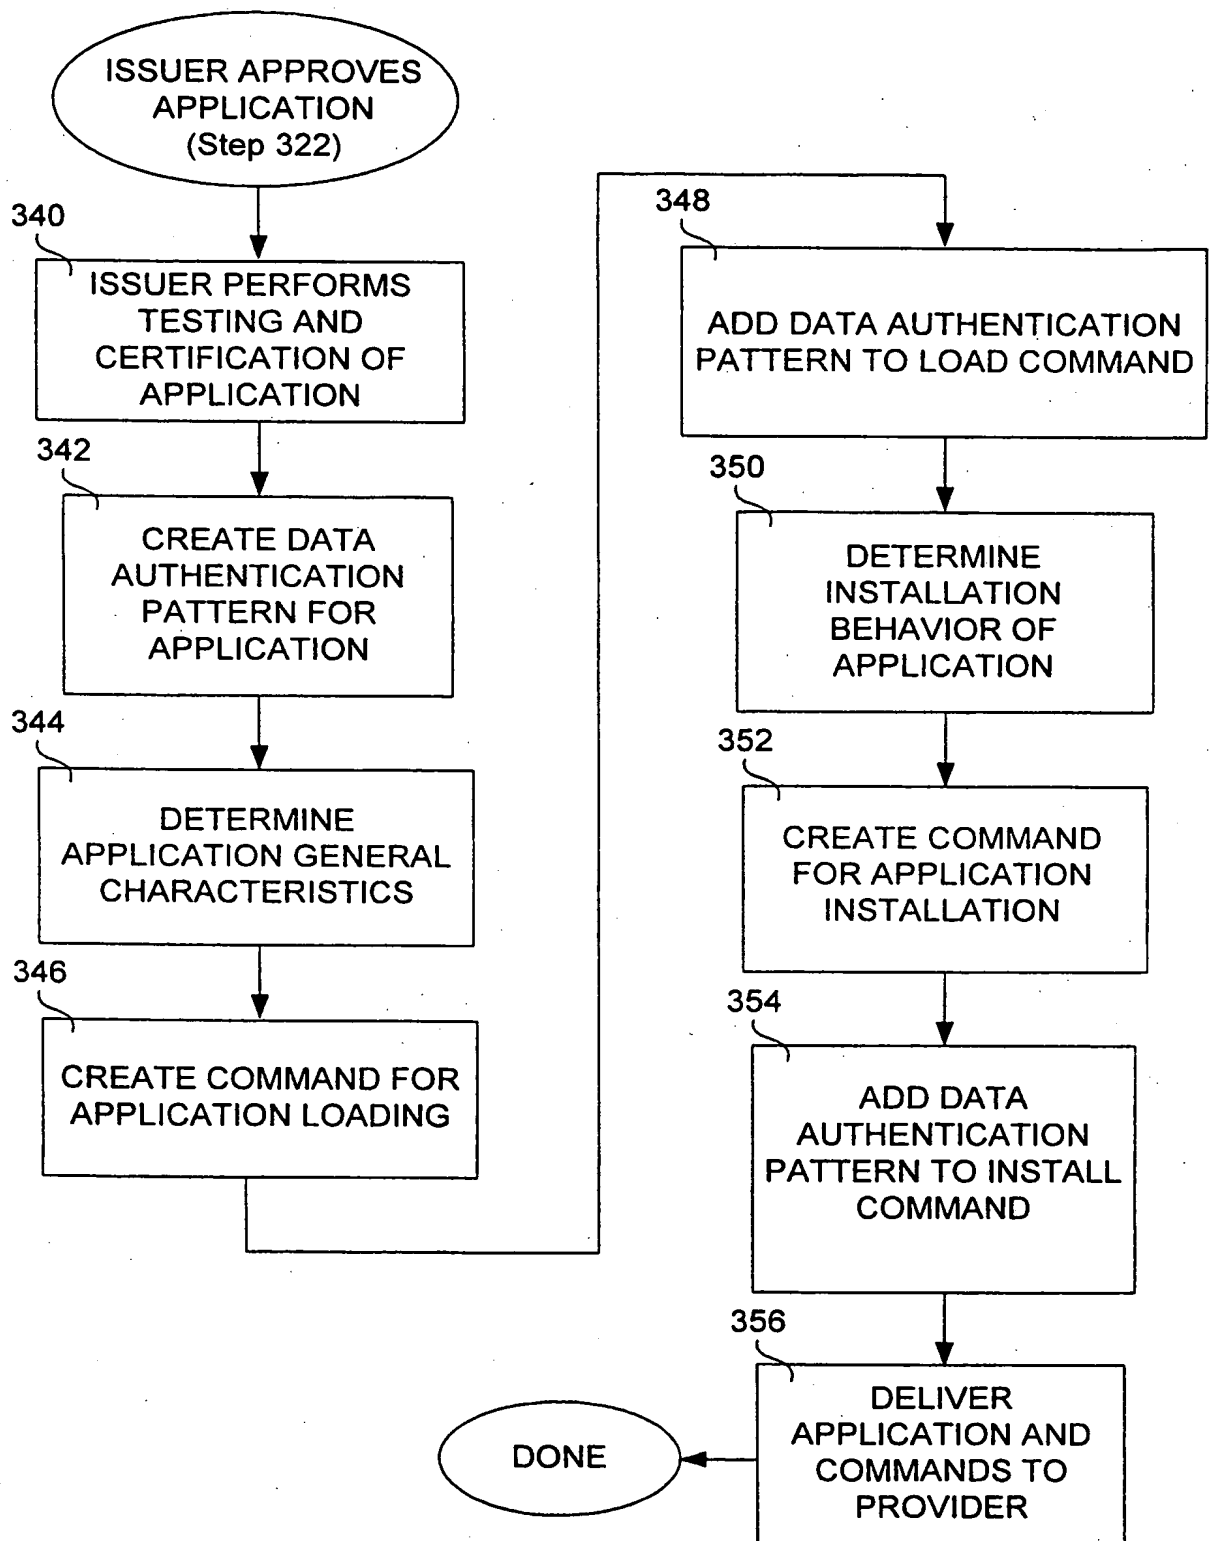 ISSUER APPROVES
APPLICATION
(Step 322)
340
ISSUER PERFORMS
TESTING AND
CERTIFICATION OF
APPLICATION
342
CREATE DATA
AUTHENTICATION
PATTERN FOR
APPLICATION
344
DETERMINE
APPLICATION GENERAL
CHARACTERISTICS
346
CREATE COMMAND FOR
APPLICATION LOADING
348
ADD DATA AUTHENTICATION
PATTERN TO LOAD COMMAND
350
DETERMINE
INSTALLATION
BEHAVIOR OF
APPLICATION
352
CREATE COMMAND
FOR APPLICATION
INSTALLATION
354
ADD DATA
AUTHENTICATION
PATTERN TO INSTALL
COMMAND
356
DELIVER
APPLICATION AND
COMMANDS TO
PROVIDER
DONE